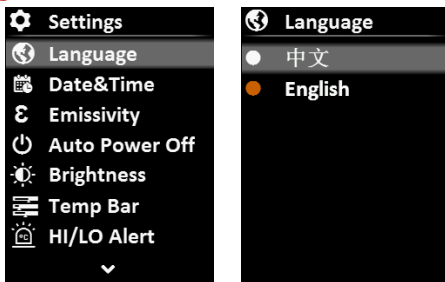 Settings
Language
Date&Time
ε Emissivity
Auto Power Off
Brightness
Temp Bar
°C HI/LO Alert
Language
中文
English